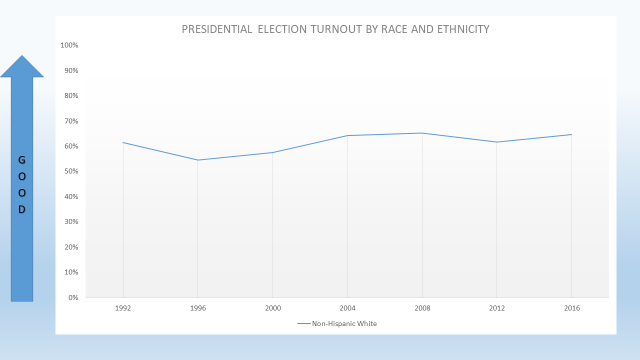 PRESIDENTIAL ELECTION TURNOUT BY RACE AND ETHNICITY
100%
90%
80%
70%
60%
50%
40%
30%
20%
10%
0%
1992 1996 2000 2004 2008 2012 2016
Non-Hispanic White
G
O
O
D